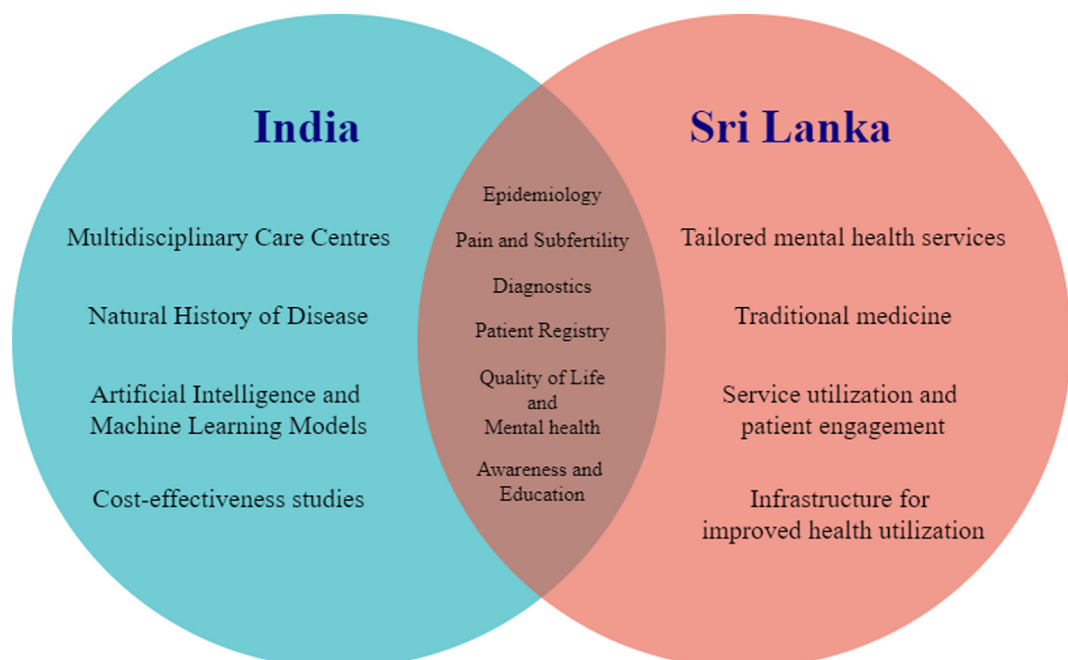 India
Multidisciplinary Care Centres
Natural History of Disease
Artificial Intelligence and
Machine Learning Models
Cost-effectiveness studies
Epidemiology
Pain and Subfertility
Diagnostics
Patient Registry
Quality of Life
and
Mental health
Awareness and
Education
Sri Lanka
Tailored mental health services
Traditional medicine
Service utilization and
patient engagement
Infrastructure for
improved health utilization